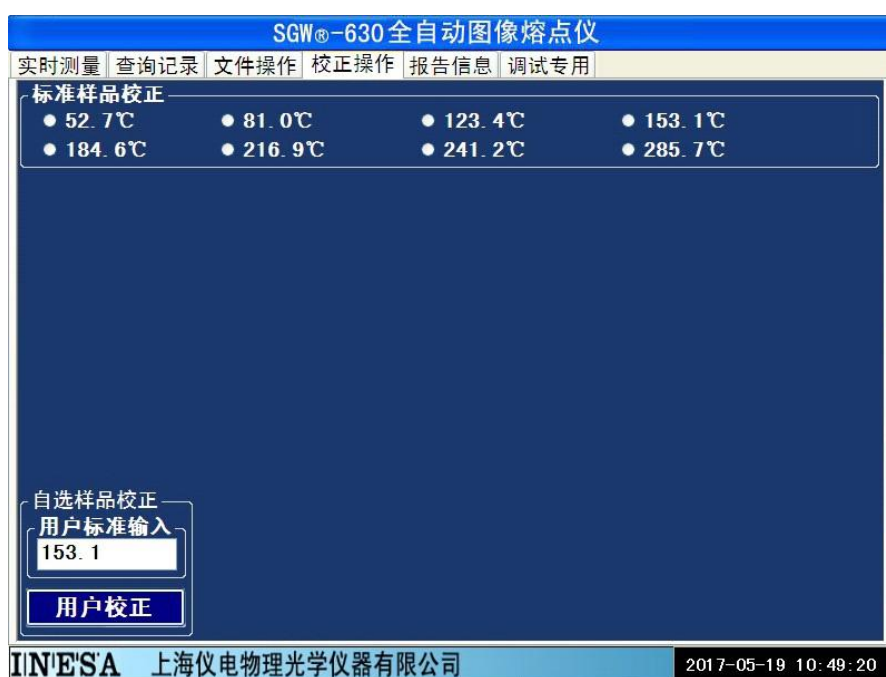 SGW®-630全自动图像熔点仪
实时测量 查询记录 文件操作 校正操作 报告信息 调试专用
标准样品校正
52.7℃ 81.0℃ 123.4℃ 153.1℃
184.6℃ 216.9℃ 241.2℃ 285.7℃
自选样品校正
用户标准输入
153.1
用户校正
INESA 上海仪电物理光学仪器有限公司 2017-05-19 10:49:20